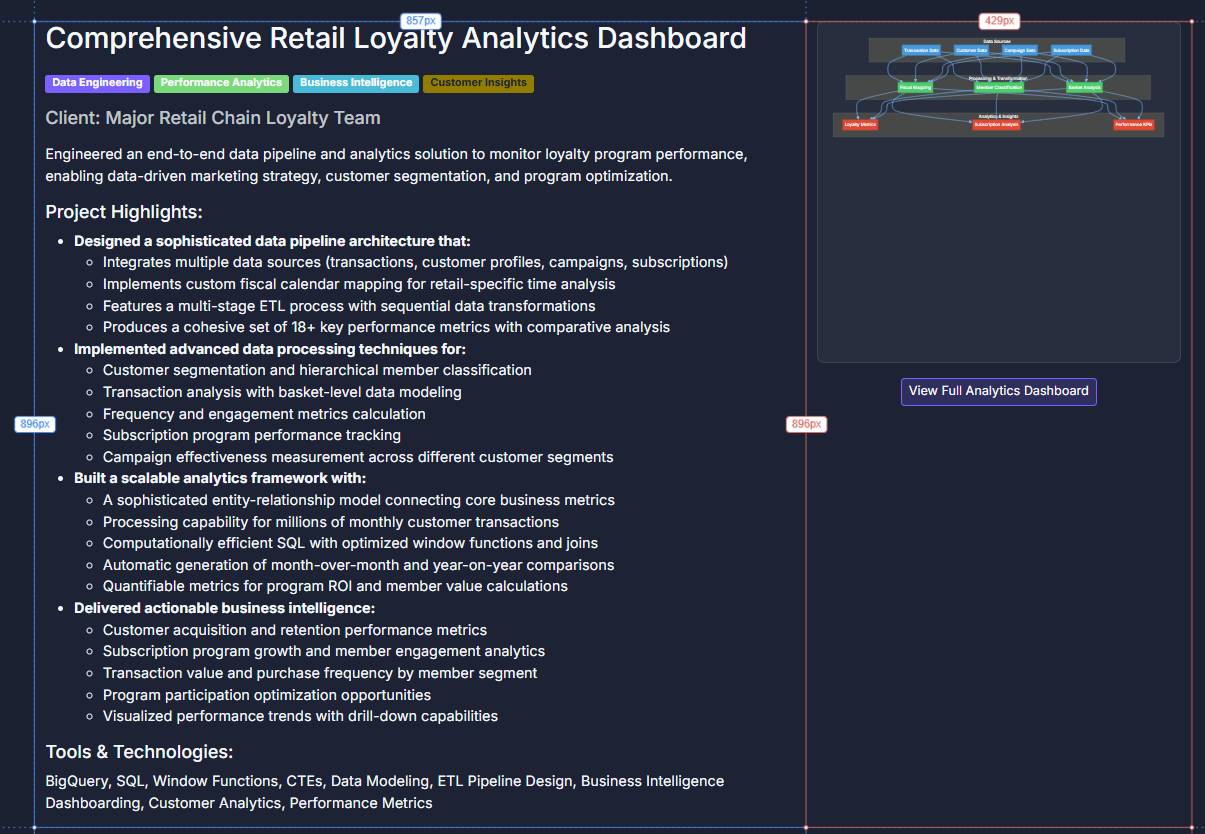 857px
429px
Comprehensive Retail Loyalty Analytics Dashboard
Data Engineering Performance Analytics Business Intelligence Customer Insights
Client: Major Retail Chain Loyalty Team
Engineered an end-to-end data pipeline and analytics solution to monitor loyalty program performance,
enabling data-driven marketing strategy, customer segmentation, and program optimization.
Project Highlights:
Designed a sophisticated data pipeline architecture that:
Integrates multiple data sources (transactions, customer profiles, campaigns, subscriptions)
Implements custom fiscal calendar mapping for retail-specific time analysis
Features a multi-stage ETL process with sequential data transformations
Produces a cohesive set of 18+ key performance metrics with comparative analysis
Implemented advanced data processing techniques for:
Customer segmentation and hierarchical member classification
Transaction analysis with basket-level data modeling
Frequency and engagement metrics calculation
896px
Subscription program performance tracking
Campaign effectiveness measurement across different customer segments
Built a scalable analytics framework with:
A sophisticated entity-relationship model connecting core business metrics
Processing capability for millions of monthly customer transactions
Computationally efficient SQL with optimized window functions and joins
Automatic generation of month-over-month and year-on-year comparisons
Quantifiable metrics for program ROI and member value calculations
Delivered actionable business intelligence:
Customer acquisition and retention performance metrics
Subscription program growth and member engagement analytics
Transaction value and purchase frequency by member segment
Program participation optimization opportunities
Visualized performance trends with drill-down capabilities
Tools & Technologies:
BigQuery, SQL, Window Functions, CTEs, Data Modeling, ETL Pipeline Design, Business Intelligence
Dashboarding, Customer Analytics, Performance Metrics
Data Sources
Transaction Data Customer Data Campaign Data Subscription Data
Processing & Transformation
Fiscal Mapping Member Classification Basket Analysis
Analytics & Insights
Loyalty Metrics Subscription Analysis Performance KPIs
View Full Analytics Dashboard
896px